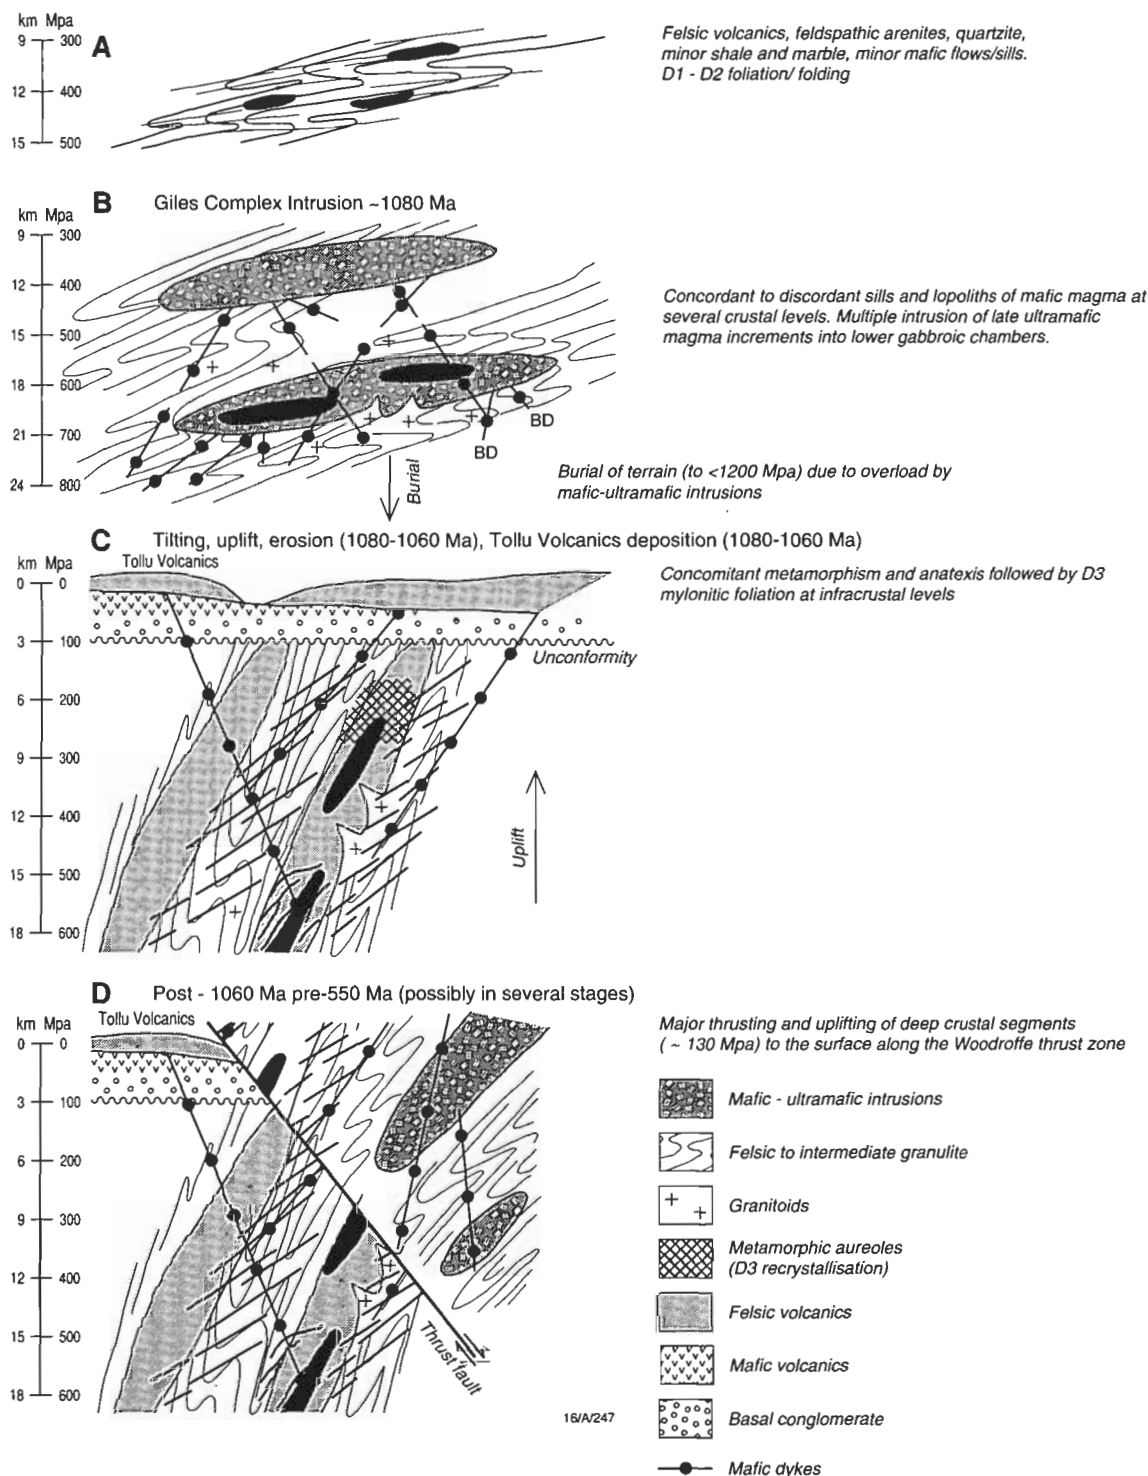 km Mpa
9 300
12 400
15 500
A
Felsic volcanics, feldspathic arenites, quartzite,
minor shale and marble, minor mafic flows/sills.
D1 - D2 foliation/ folding
B Giles Complex Intrusion ~1080 Ma
km Mpa
9 300
12 400
15 500
18 600
21 700
24 800
BD
BD
Concordant to discordant sills and lopoliths of mafic magma at
several crustal levels. Multiple intrusion of late ultramafic
magma increments into lower gabbroic chambers.
Burial
Burial of terrain (to <1200 Mpa) due to overload by
mafic-ultramafic intrusions
C Tilting, uplift, erosion (1080-1060 Ma), Tollu Volcanics deposition (1080-1060 Ma)
km Mpa
Tollu Volcanics
0 0
3 100
6 200
9 300
12 400
15 500
18 600
Unconformity
Uplift
Concomitant metamorphism and anatexis followed by D3
mylonitic foliation at infracrustal levels
D Post - 1060 Ma pre-550 Ma (possibly in several stages)
km Mpa
Tollu Volcanics
0 0
3 100
6 200
9 300
12 400
15 500
18 600
Thrust fault
Major thrusting and uplifting of deep crustal segments
( ~ 130 Mpa) to the surface along the Woodroffe thrust zone
Mafic - ultramafic intrusions
Felsic to intermediate granulite
Granitoids
Metamorphic aureoles
(D3 recrystallisation)
Felsic volcanics
Mafic volcanics
Basal conglomerate
Mafic dykes
16/A/247